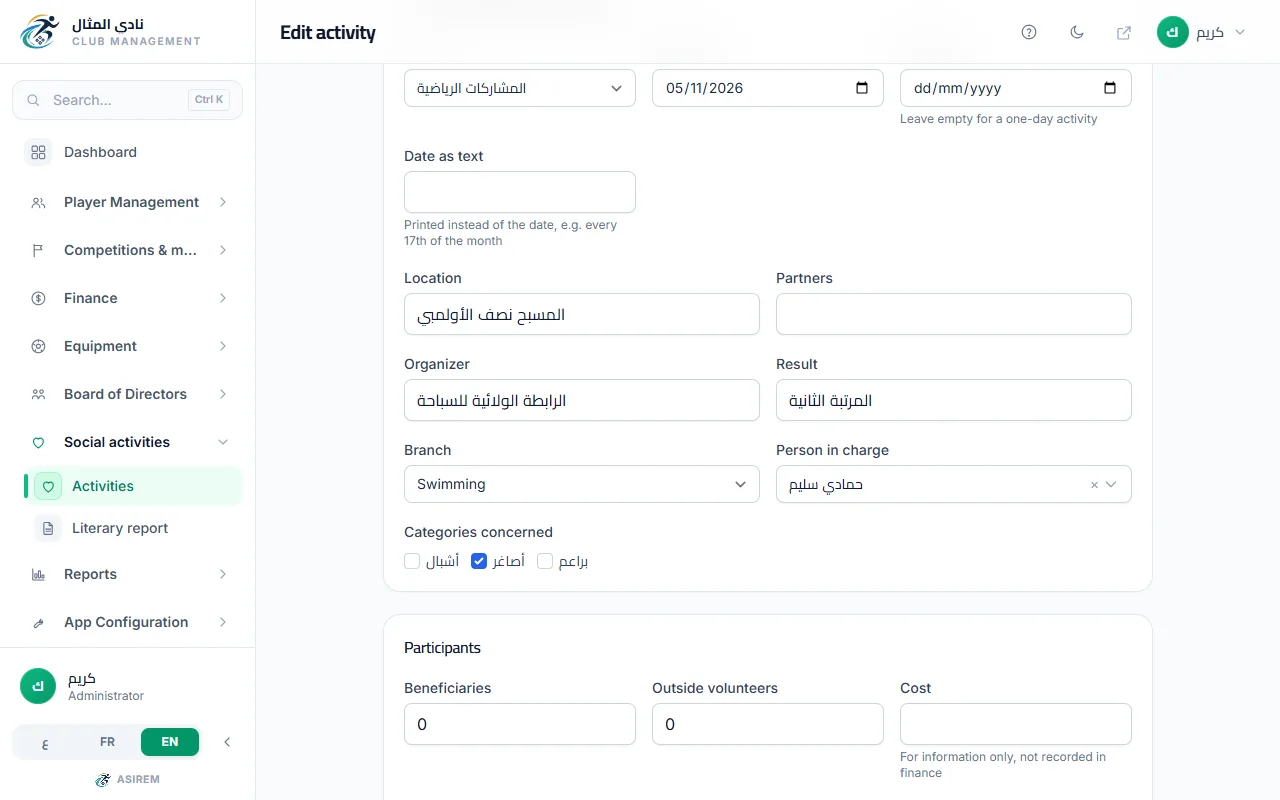 نادي المثال
CLUB MANAGEMENT
Edit activity
ك
كريم
Search...
Ctrl K
Dashboard
Player Management
Competitions & m...
Finance
Equipment
Board of Directors
Social activities
Activities
Literary report
Reports
App Configuration
ك
كريم
Administrator
ع
FR
EN
ASIREM
المشاركات الرياضية
05/11/2026
dd/mm/yyyy
Leave empty for a one-day activity
Date as text
Printed instead of the date, e.g. every
17th of the month
Location
Partners
المسبح نصف الأولمبي
Organizer
Result
الرابطة الولائية للسباحة
المرتبة الثانية
Branch
Person in charge
Swimming
حمادي سليم
×
Categories concerned
أشبال
أصاغر
براعم
Participants
Beneficiaries
Outside volunteers
Cost
0
0
For information only, not recorded in
finance